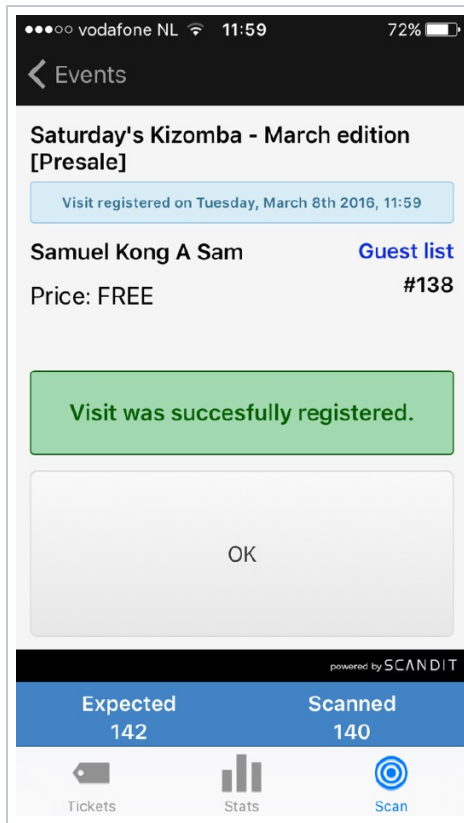 vodafone NL 11:59 72%
Events
Saturday's Kizomba - March edition
[Presale]
Visit registered on Tuesday, March 8th 2016, 11:59
Samuel Kong A Sam Guest list
Price: FREE #138
Visit was succesfully registered.
OK
powered by SCANDIT
Expected Scanned
142 140
Tickets Stats Scan